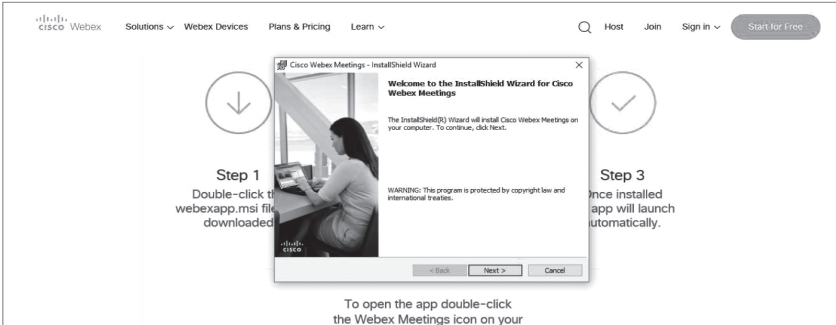 CISCO Webex Solutions Webex Devices Plans & Pricing Learn Host Join Sign in Start for Free
Cisco Webex Meetings - InstallShield Wizard
Welcome to the InstallShield Wizard for Cisco
Webex Meetings
The InstallShield(R) Wizard will install Cisco Webex Meetings on
your computer. To continue, click Next.
WARNING: This program is protected by copyright law and
international treaties.
CISCO
< Back Next > Cancel
Step 1
Double-click
webexapp.msi
downloaded
Step 3
Once installed
app will launch
automatically.
To open the app double-click
the Webex Meetings icon on your